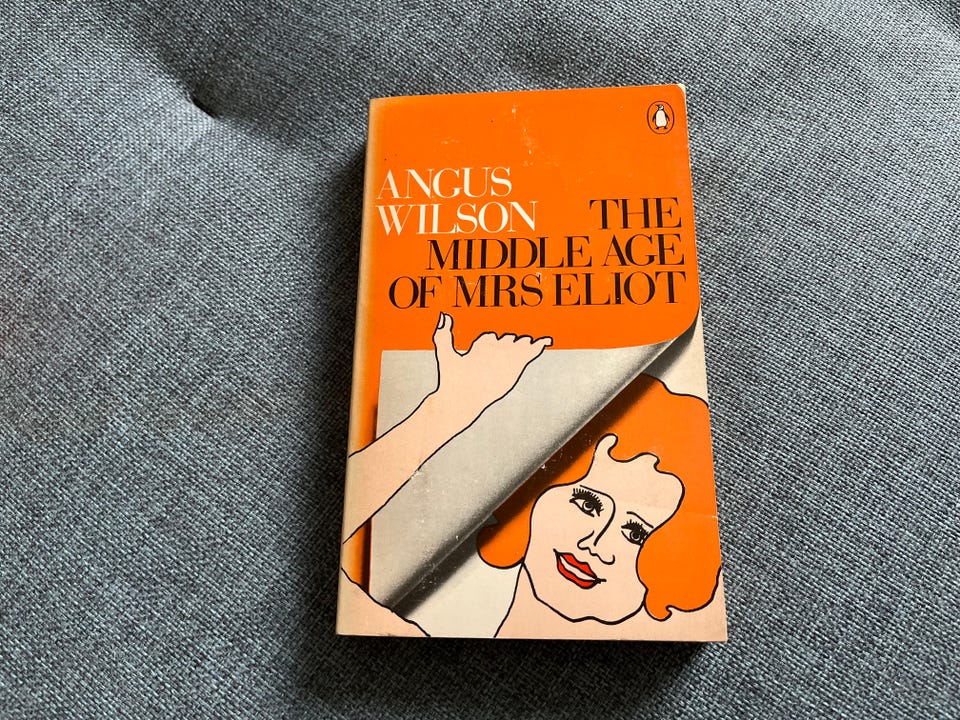 ANGUS
WILSON THE
MIDDLE AGE
OF MRS ELIOT